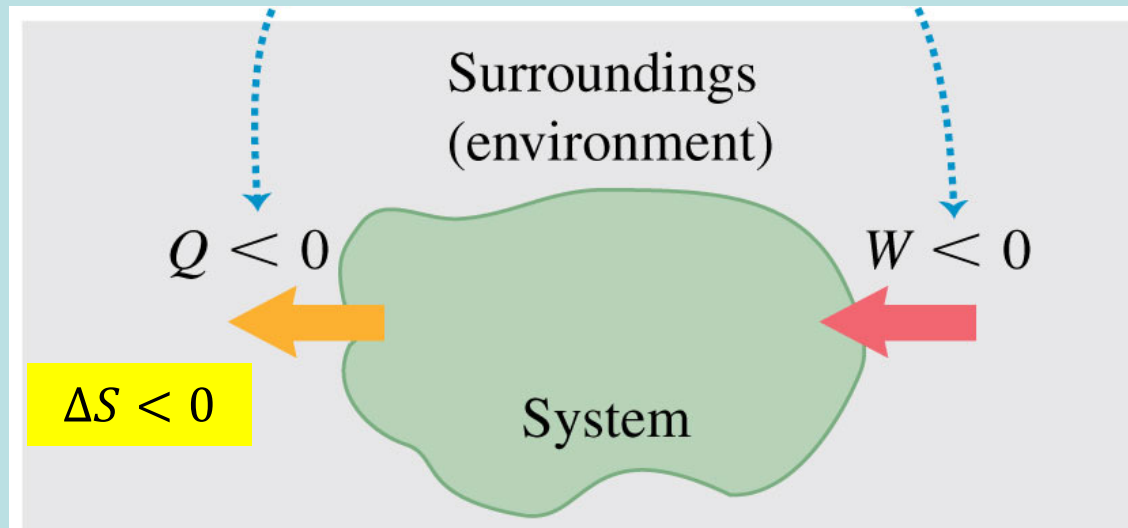 Surroundings
(environment)
Q < 0
W < 0
ΔS < 0
System